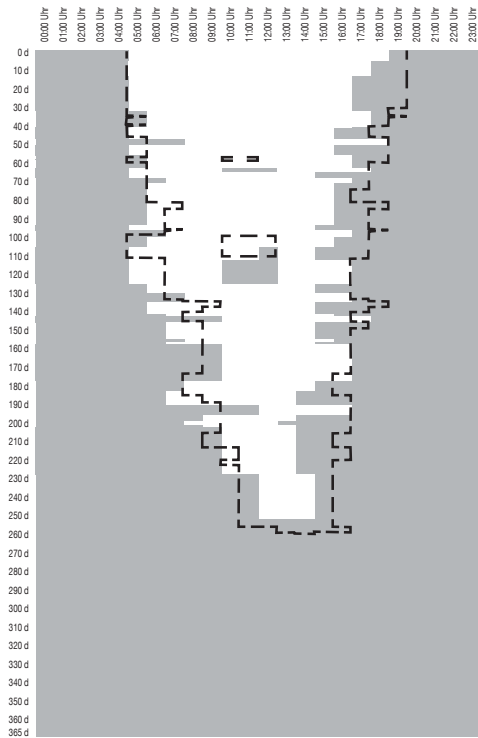 00:00 Uhr
01:00 Uhr
02:00 Uhr
03:00 Uhr
04:00 Uhr
05:00 Uhr
06:00 Uhr
07:00 Uhr
08:00 Uhr
09:00 Uhr
10:00 Uhr
11:00 Uhr
12:00 Uhr
13:00 Uhr
14:00 Uhr
15:00 Uhr
16:00 Uhr
17:00 Uhr
18:00 Uhr
19:00 Uhr
20:00 Uhr
21:00 Uhr
22:00 Uhr
23:00 Uhr
0 d
10 d
20 d
30 d
40 d
50 d
60 d
70 d
80 d
90 d
100 d
110 d
120 d
130 d
140 d
150 d
160 d
170 d
180 d
190 d
200 d
210 d
220 d
230 d
240 d
250 d
260 d
270 d
280 d
290 d
300 d
310 d
320 d
330 d
340 d
350 d
360 d
365 d